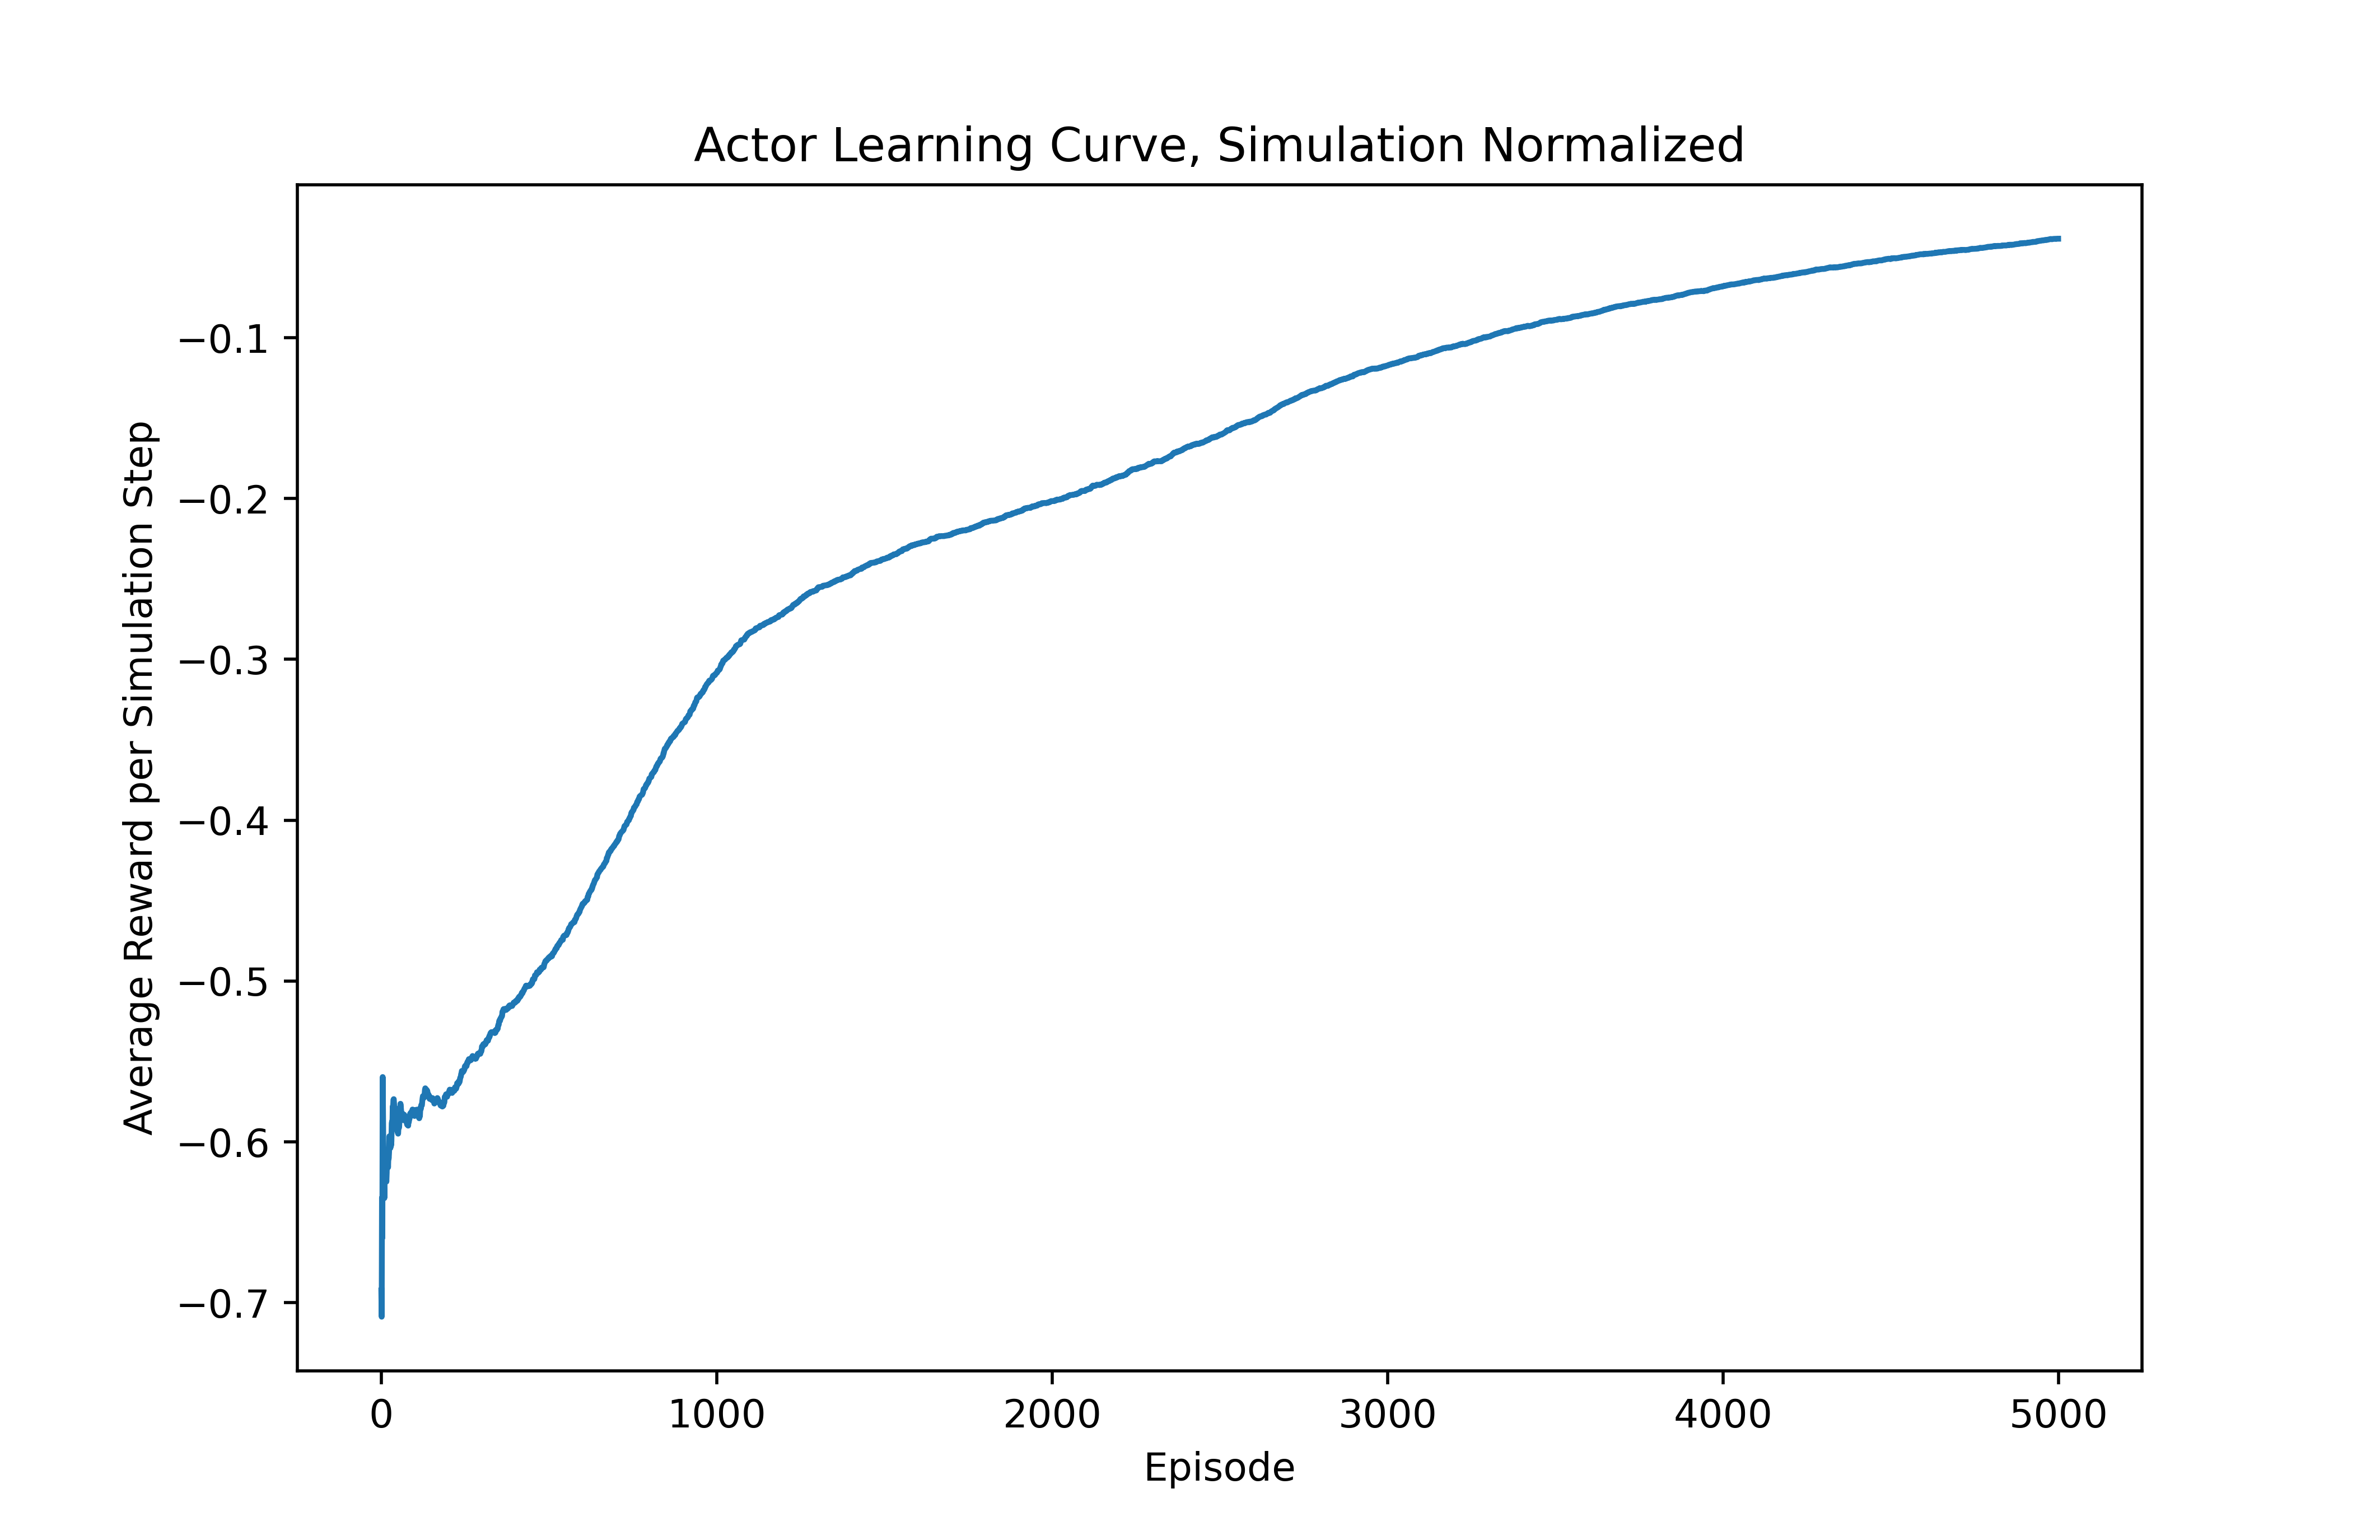 Actor Learning Curve, Simulation Normalized
Average Reward per Simulation Step
−0.1
−0.2
−0.3
−0.4
−0.5
−0.6
−0.7
0 1000 2000 3000 4000 5000
Episode